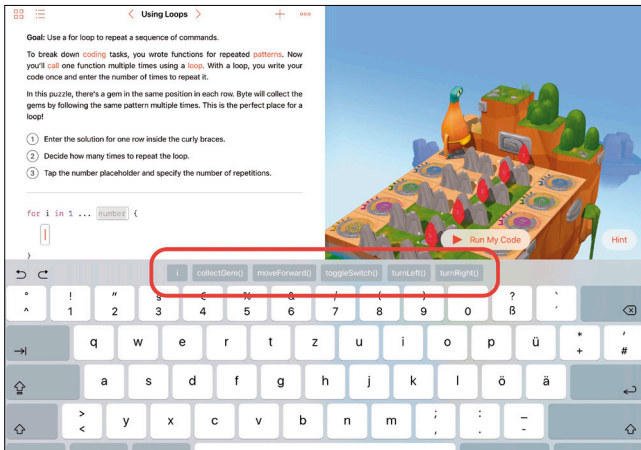 Using Loops
Goal: Use a for loop to repeat a sequence of commands.
To break down coding tasks, you wrote functions for repeated patterns. Now
you'll call one function multiple times using a loop. With a loop, you write your
code once and enter the number of times to repeat it.
In this puzzle, there's a gem in the same position in each row. Byte will collect the
gems by following the same pattern multiple times. This is the perfect place for a
loop!
1 Enter the solution for one row inside the curly braces.
2 Decide how many times to repeat the loop.
3 Tap the number placeholder and specify the number of repetitions.
for i in 1 ... number {
}
Run My Code
Hint
i collectGem() moveForward() toggleSwitch() turnLeft() turnRight()
° ! " § € % & / ( ) = ? `
^ 1 2 3 4 5 6 7 8 9 0 ß ´
q w e r t z u i o p ü * + ' #
a s d f g h j k l ö ä
> < y x c v b n m ; , : . _ -